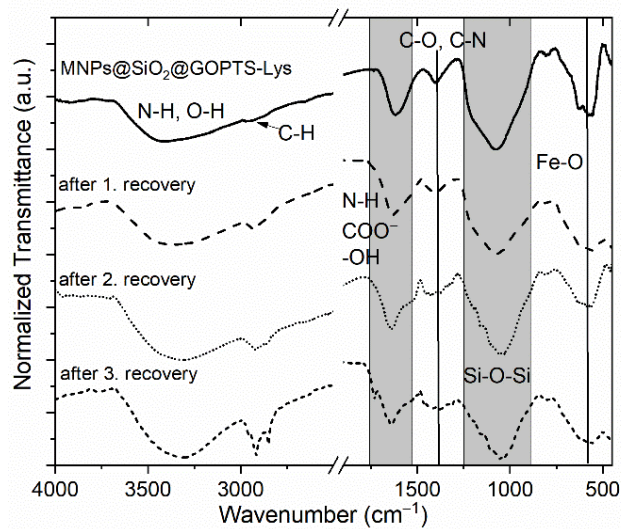 C-O, C-N
MNPs@SiO₂@GOPTS-Lys
N-H, O-H
C-H
Fe-O
after 1. recovery
N-H
COO⁻
-OH
after 2. recovery
after 3. recovery
Si-O-Si
Normalized Transmittance (a.u.)
4000 3500 3000 1500 1000 500
Wavenumber (cm⁻¹)